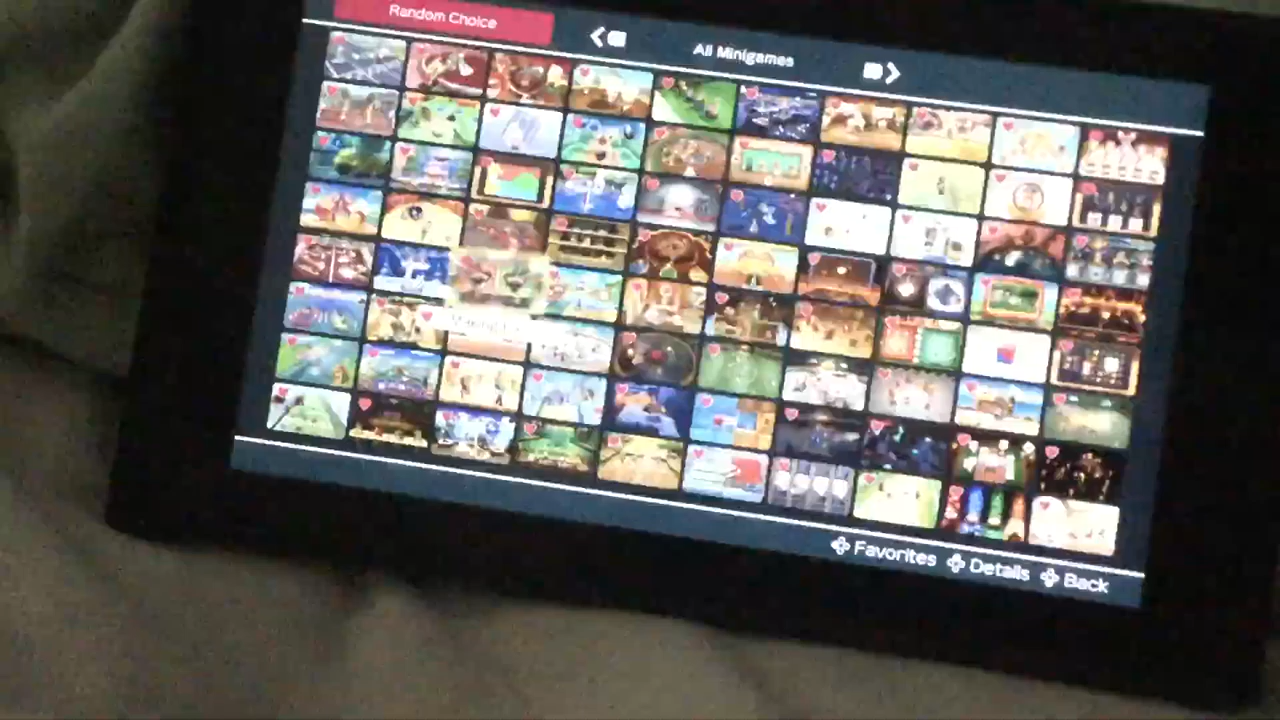 Random Choice
All Minigames
Favorites
Details
Back